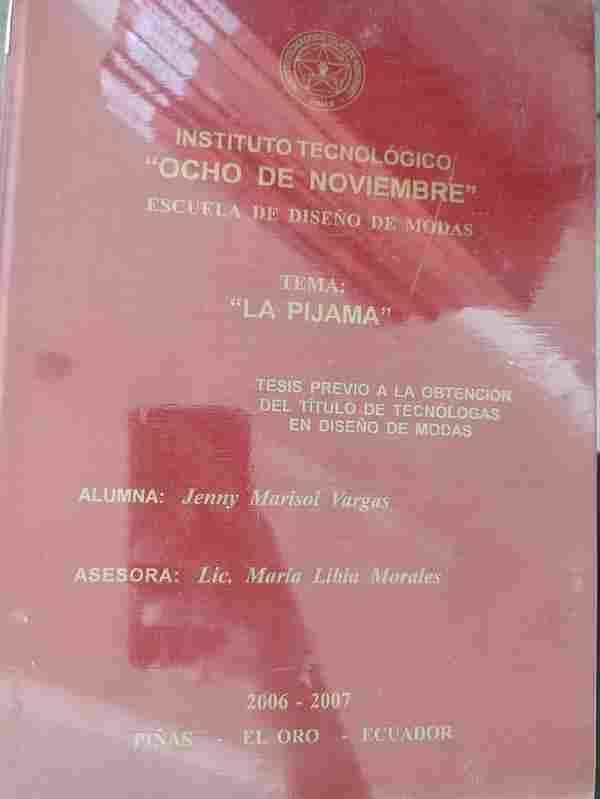 INSTITUTO TECNOLÓGICO
"OCHO DE NOVIEMBRE"
ESCUELA DE DISEÑO DE MODAS
TEMA:
"LA PIJAMA"
TESIS PREVIO A LA OBTENCIÓN
DEL TÍTULO DE TECNÓLOGAS
EN DISEÑO DE MODAS
ALUMNA: Jenny Marisol Vargas
ASESORA: Lic. María Libia Morales
2006 - 2007
PIÑAS - EL ORO - ECUADOR